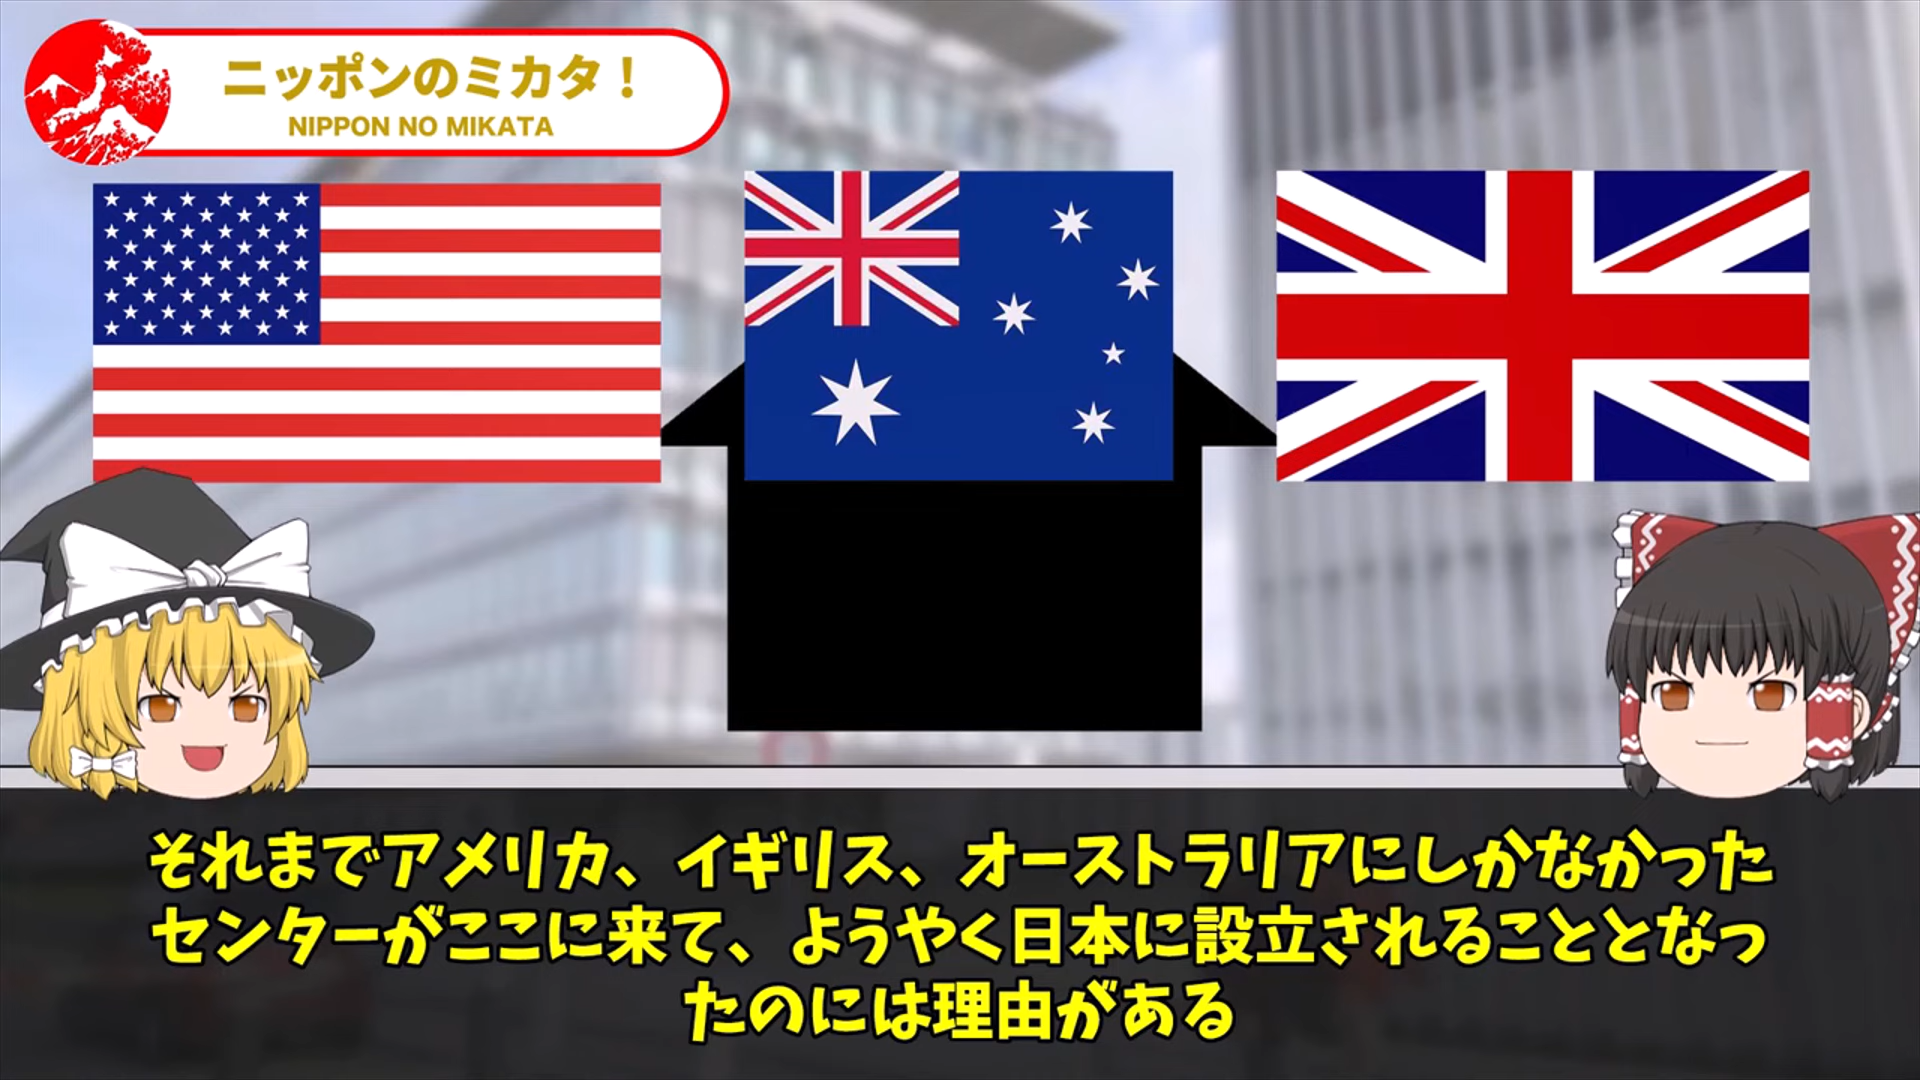 ニッポンのミカタ！
NIPPON NO MIKATA
それまでアメリカ、イギリス、オーストラリアにしかなかった
センターがここに来て、ようやく日本に設立されることとなっ
たのには理由がある